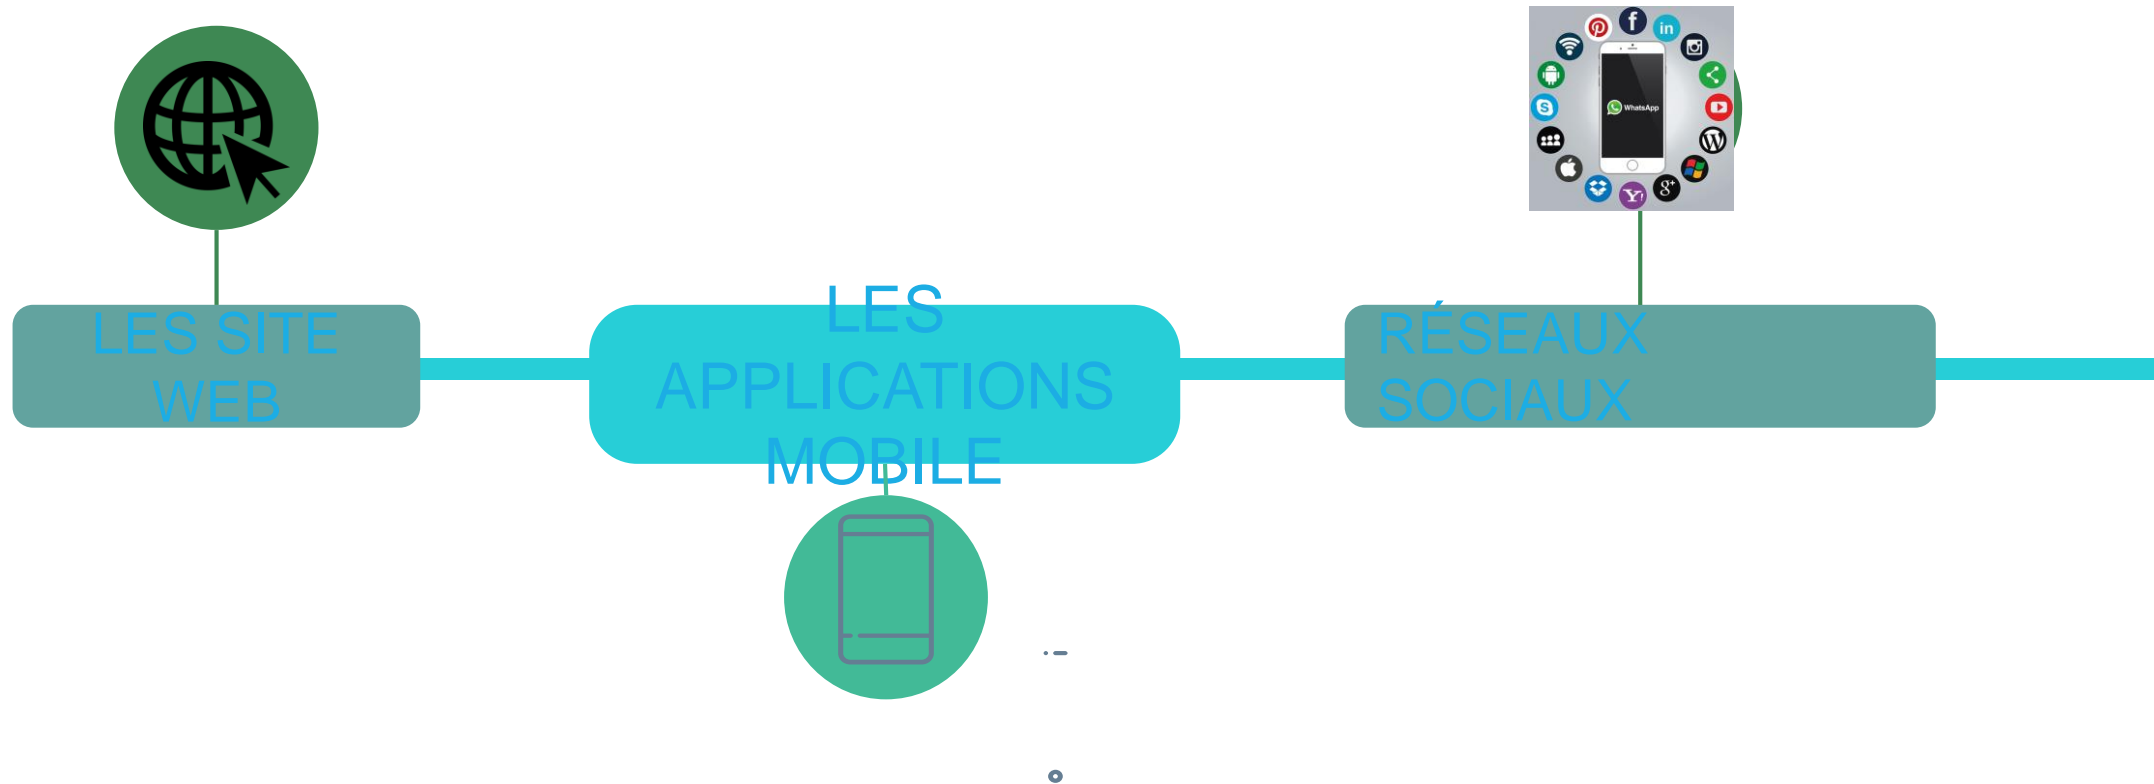 WhatsApp
LES SITE
WEB
LES
APPLICATIONS
MOBILE
RÉSEAUX
SOCIAUX